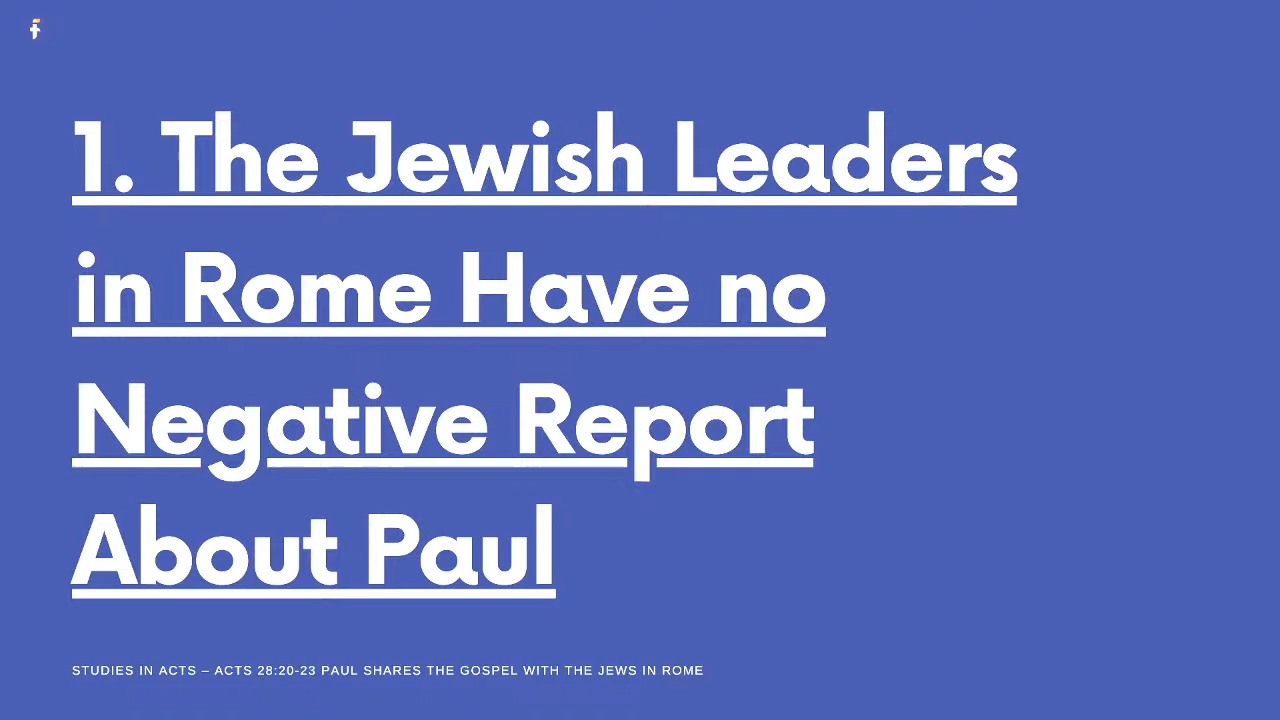 1. The Jewish Leaders
in Rome Have no
Negative Report
About Paul
STUDIES IN ACTS – ACTS 28:20-23 PAUL SHARES THE GOSPEL WITH THE JEWS IN ROME